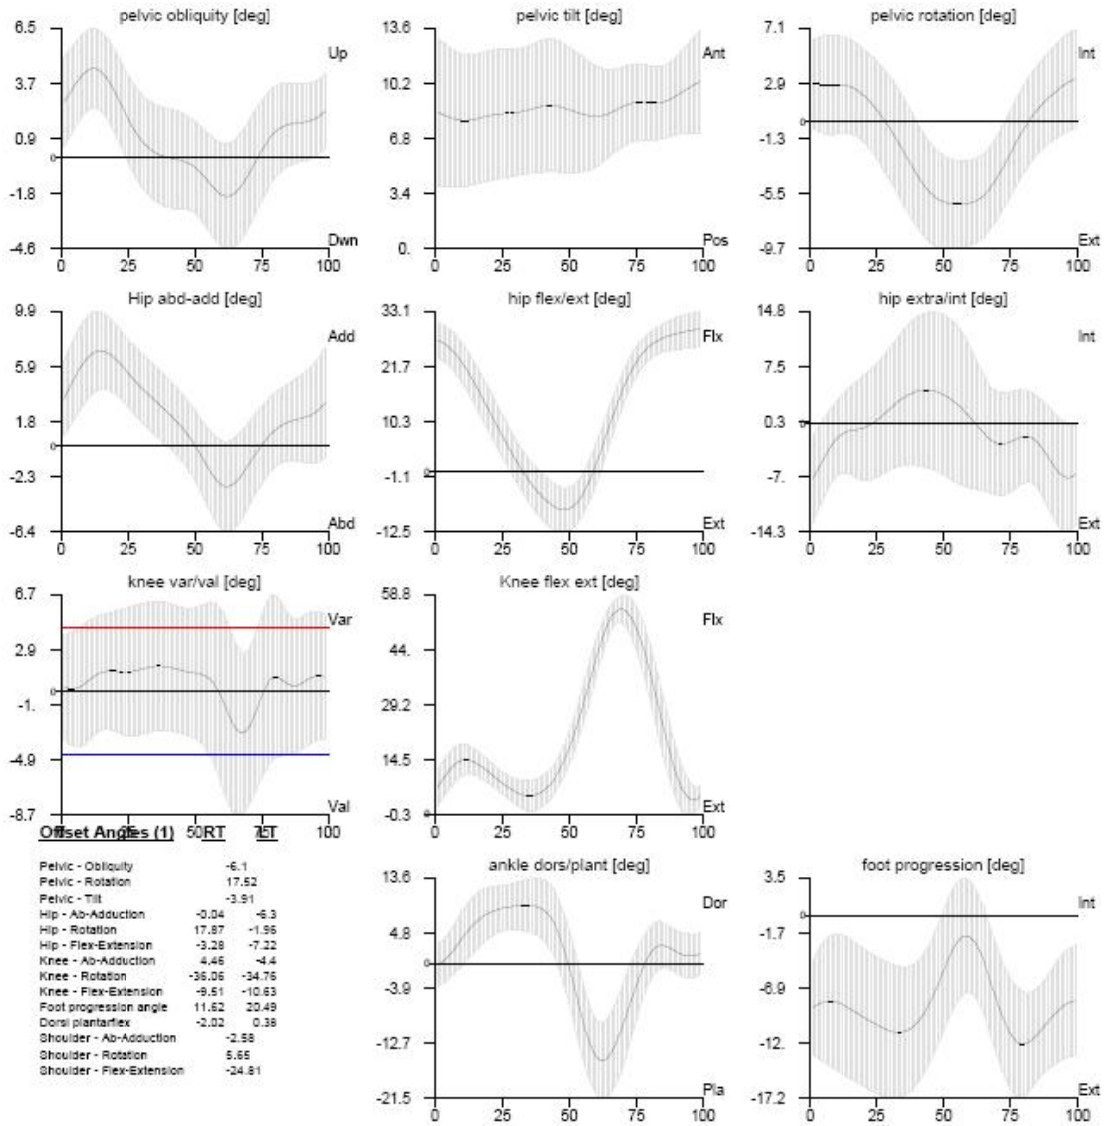 pelvic obliquity [deg]
6.5
3.7
0.9
0
-1.8
-4.6
Up
Dwn
0 25 50 75 100
pelvic tilt [deg]
13.6
10.2
6.8
3.4
0.
Ant
Pos
0 25 50 75 100
pelvic rotation [deg]
7.1
2.9
0
-1.3
-5.5
-9.7
Int
Ext
0 25 50 75 100
Hip abd-add [deg]
9.9
5.9
1.8
0
-2.3
-6.4
Add
Abd
0 25 50 75 100
hip flex/ext [deg]
33.1
21.7
10.3
0
-1.1
-12.5
Flx
Ext
0 25 50 75 100
hip extra/int [deg]
14.8
7.5
0.3
0
-7.
-14.3
Int
Ext
0 25 50 75 100
knee var/val [deg]
6.7
2.9
0
-1.
-4.9
-8.7
Var
Val
0 25 50 75 100
Knee flex ext [deg]
58.8
44.
29.2
14.5
0
-0.3
Flx
Ext
0 25 50 75 100
Offset Angles (1) RT LT
Pelvic - Obliquity -6.1
Pelvic - Rotation 17.52
Pelvic - Tilt -3.91
Hip - Ab-Adduction -0.04 -6.3
Hip - Rotation 17.87 -1.96
Hip - Flex-Extension -3.28 -7.22
Knee - Ab-Adduction 4.46 -4.4
Knee - Rotation -36.06 -34.76
Knee - Flex-Extension -9.51 -10.63
Foot progression angle 11.62 20.49
Dorsi plantarflex -2.02 0.38
Shoulder - Ab-Adduction -2.58
Shoulder - Rotation 5.65
Shoulder - Flex-Extension -24.81
ankle dors/plant [deg]
13.6
4.8
0
-3.9
-12.7
-21.5
Dor
Pla
0 25 50 75 100
foot progression [deg]
3.5
0
-1.7
-6.9
-12.
-17.2
Int
Ext
0 25 50 75 100